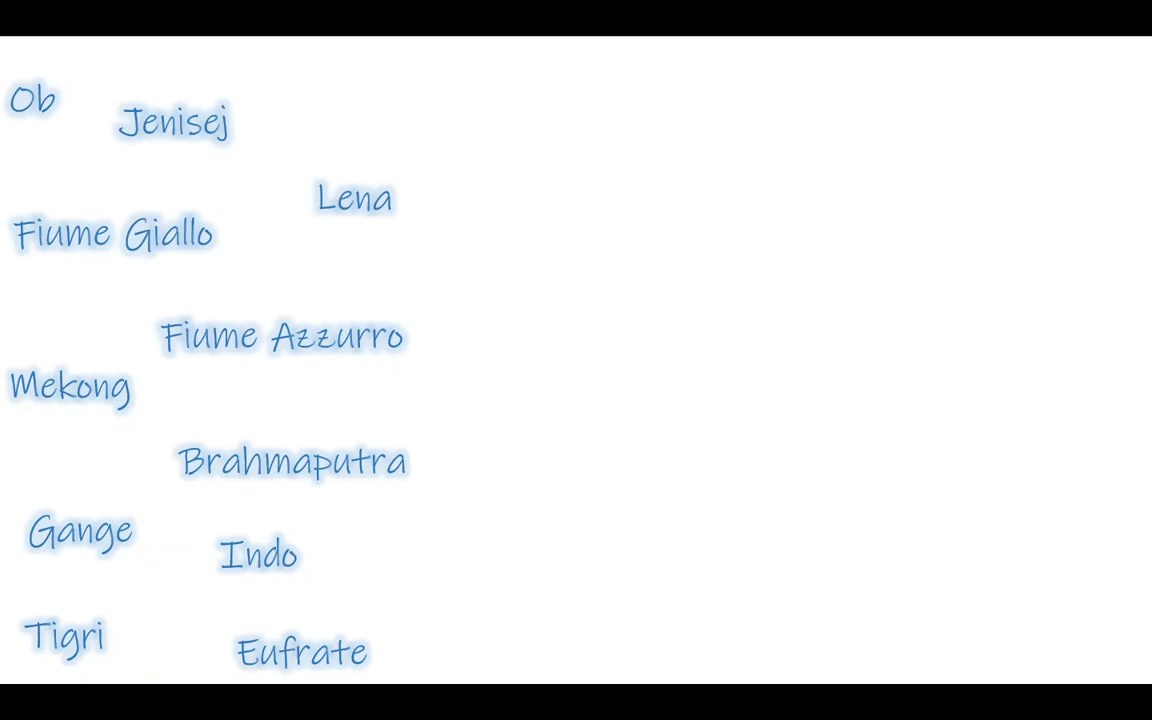 Ob
Jenisej
Lena
Fiume Giallo
Fiume Azzurro
Mekong
Brahmaputra
Gange
Indo
Tigri
Eufrate